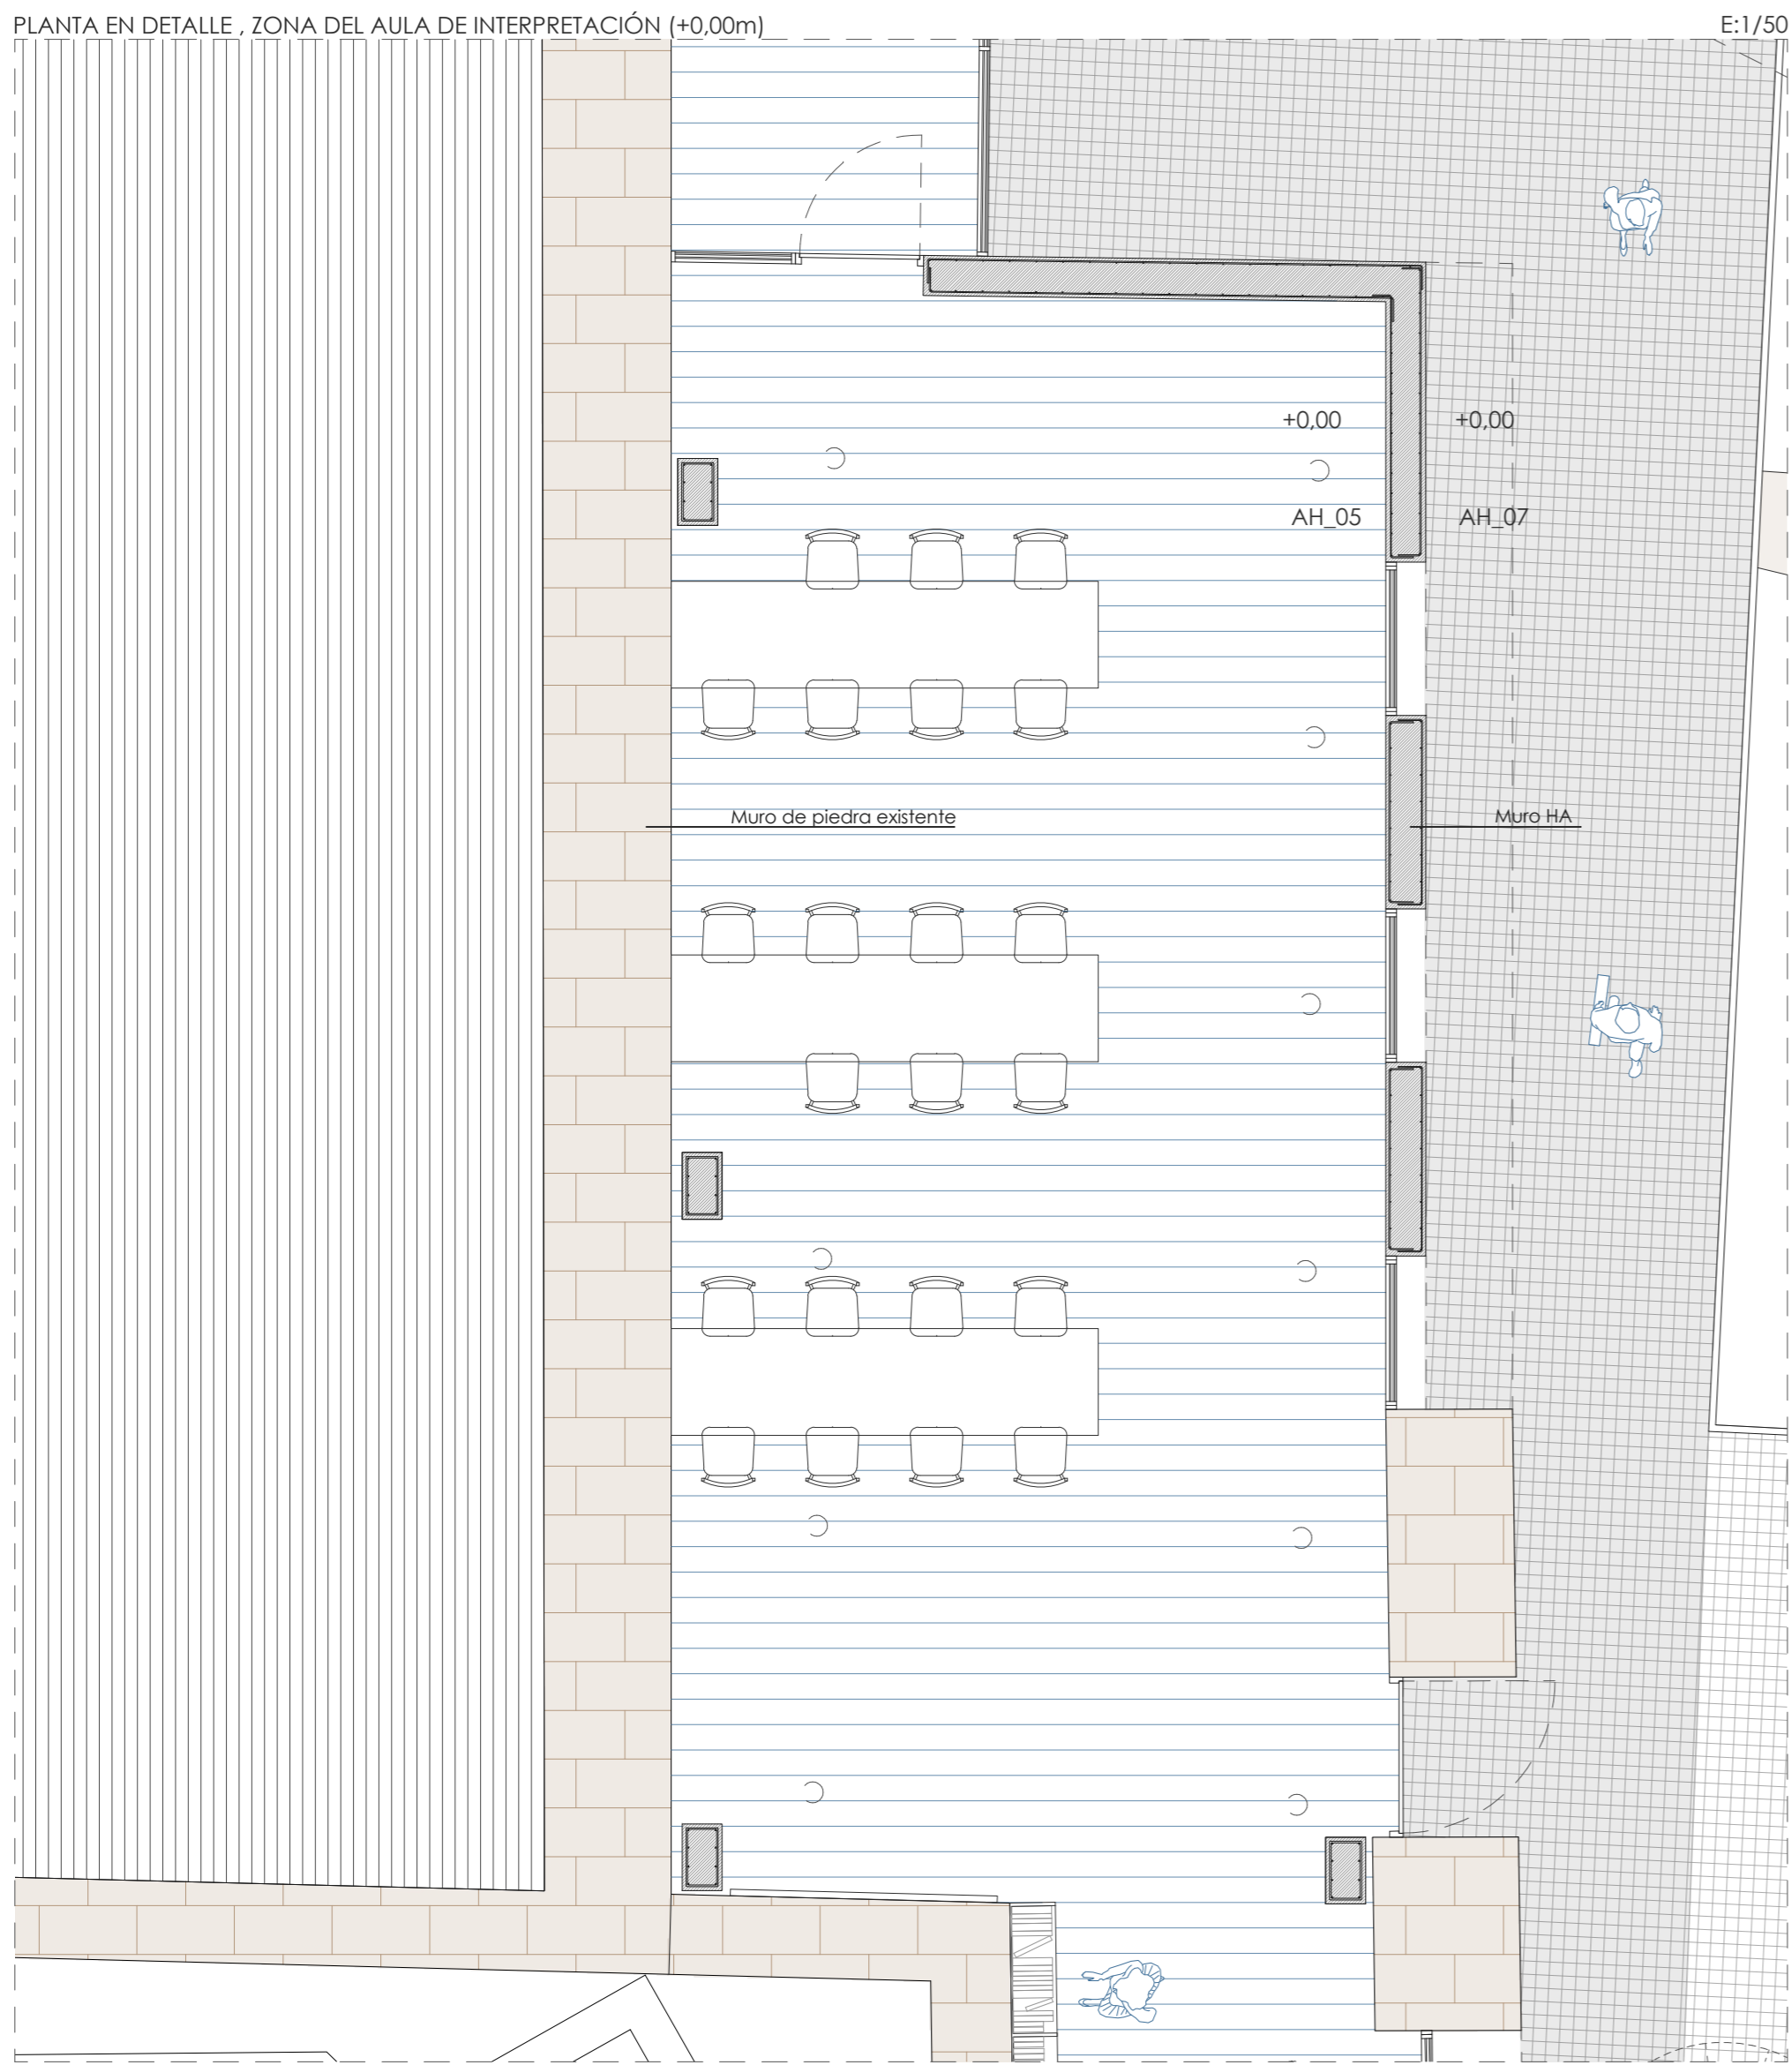 PLANTA EN DETALLE , ZONA DEL AULA DE INTERPRETACIÓN (+0,00m)
E:1/50
+0,00
+0,00
AH_05
AH_07
Muro de piedra existente
Muro HA